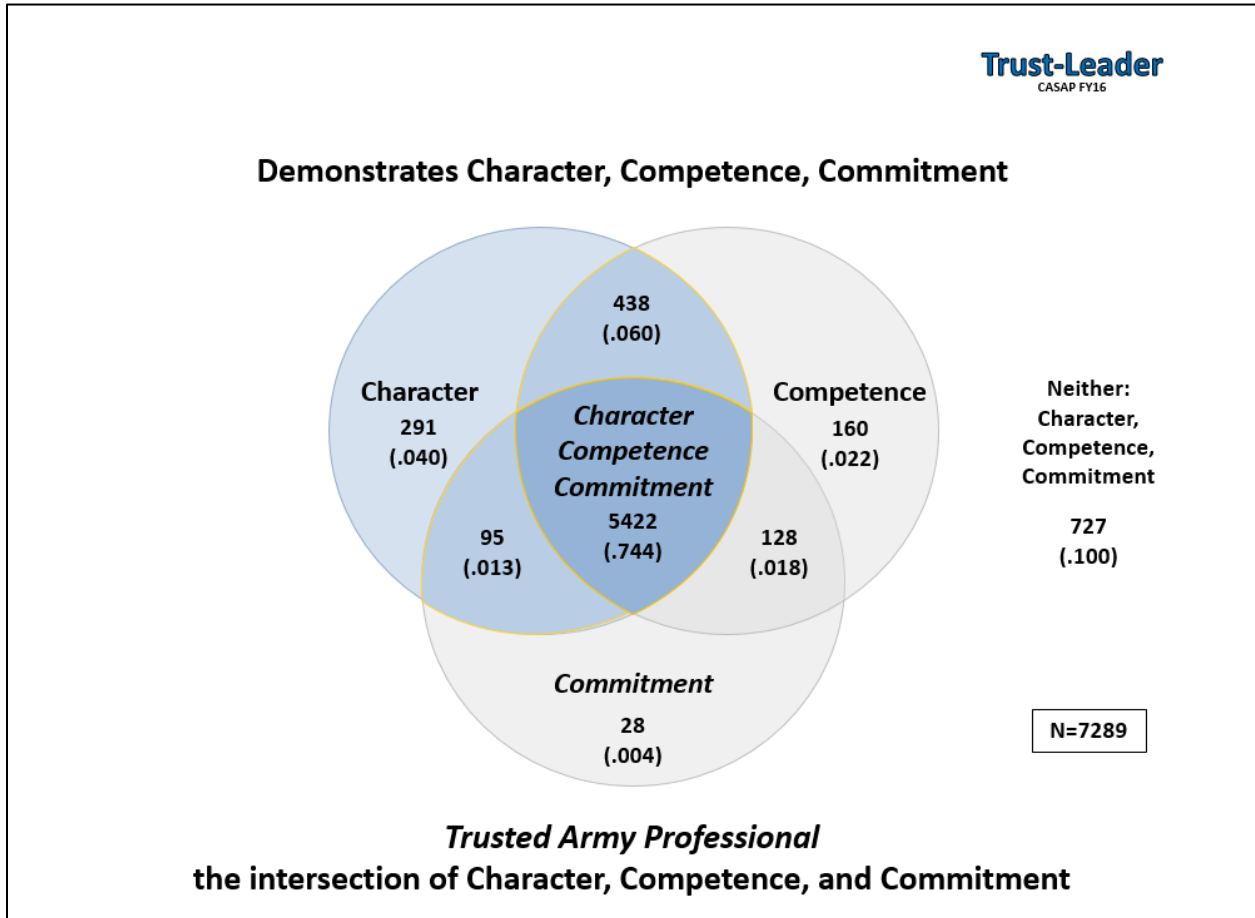 Trust-Leader
CASAP FY16
Demonstrates Character, Competence, Commitment
438
(.060)
Character
291
(.040)
Character
Competence
Commitment
5422
(.744)
Competence
160
(.022)
Neither:
Character,
Competence,
Commitment
727
(.100)
95
(.013)
128
(.018)
Commitment
28
(.004)
N=7289
Trusted Army Professional
the intersection of Character, Competence, and Commitment